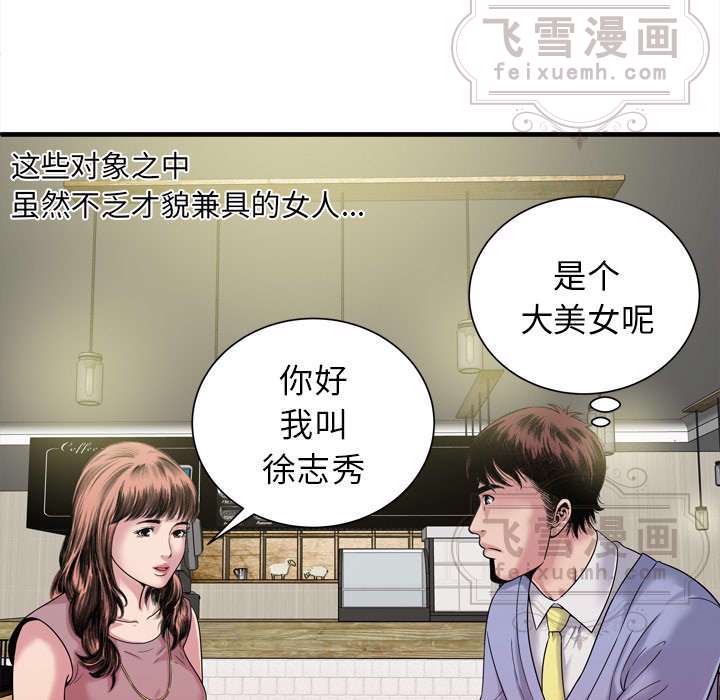 飞雪漫画
feixuemh.com
这些对象之中
虽然不乏才貌兼具的女人...
是个
大美女呢
你好
我叫
徐志秀
Coffee
飞雪漫画
feixuemh.com